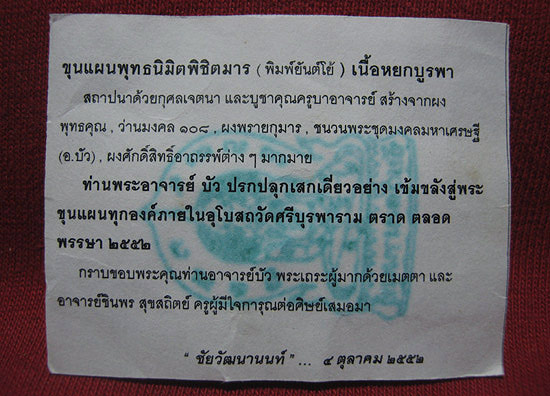 ขุนแผนพุทธนิมิตพิชิตมาร ( พิมพ์ยันต์โย้ ) เนื้อหยกบูรพา
สถาปนาด้วยกุศลเจตนา และบูชาคุณครูบาอาจารย์ สร้างจากผง
พุทธคุณ , ว่านมงคล ๑๐๘ , ผงพรายกุมาร , ชนวนพระชุดมงคลมหาเศรษฐี
(อ.บัว) , ผงศักดิ์สิทธิ์อาถรรพ์ต่าง ๆ มากมาย
ท่านพระอาจารย์ บัว ปรกปลุกเสกเดี่ยวอย่าง เข้มขลังสู่พระ
ขุนแผนทุกองค์ภายในอุโบสถวัดศรีบุรพาราม ตราด ตลอด
พรรษา ๒๕๕๒
กราบขอบพระคุณท่านอาจารย์บัว พระเถระผู้มากด้วยเมตตา และ
อาจารย์ชินพร สุขสถิตย์ ครูผู้มีใจการุณต่อศิษย์เสมอมา
" ชัยวัฒนานนท์ " ... ๔ ตุลาคม ๒๕๕๒